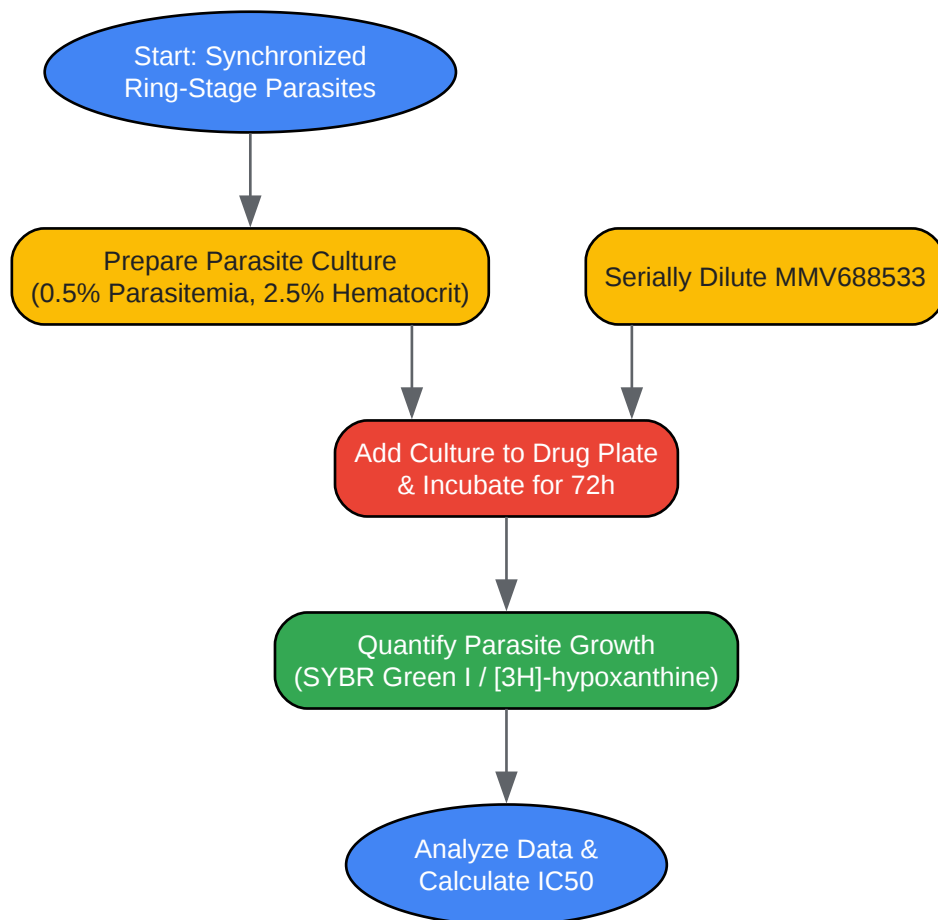 Start: Synchronized
Ring-Stage Parasites
Prepare Parasite Culture
(0.5% Parasitemia, 2.5% Hematocrit)
Serially Dilute MMV688533
Add Culture to Drug Plate
& Incubate for 72h
Quantify Parasite Growth
(SYBR Green I / [3H]-hypoxanthine)
Analyze Data &
Calculate IC50